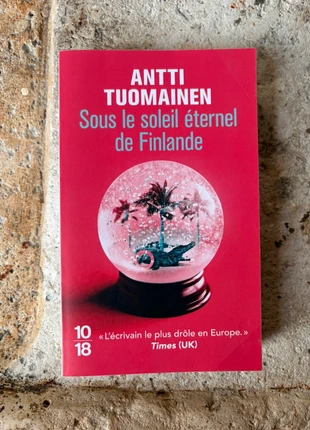 ANTTI
TUOMAINEN
Sous le soleil éternel
de Finlande
10
18
« L'écrivain le plus drôle en Europe. »
Times (UK)